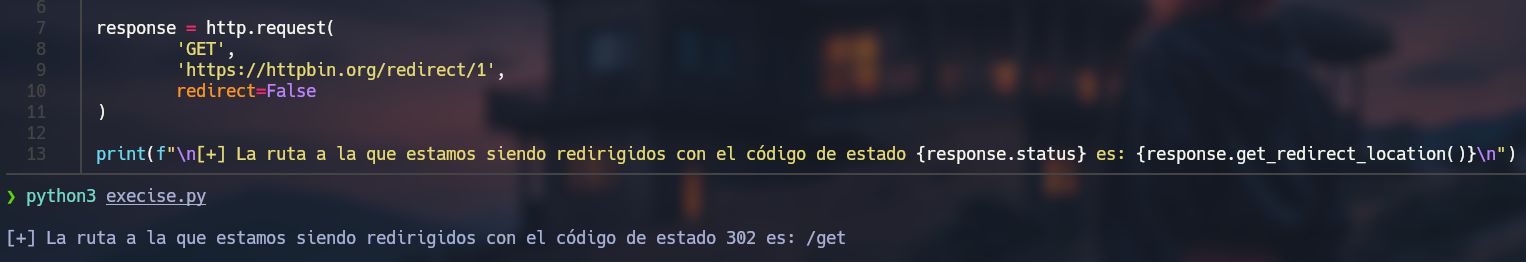 6
7 response = http.request(
8 'GET',
9 'https://httpbin.org/redirect/1',
10 redirect=False
11 )
12
13 print(f"\n[+] La ruta a la que estamos siendo redirigidos con el código de estado {response.status} es: {response.get_redirect_location()}\n")
❯ python3 execise.py
[+] La ruta a la que estamos siendo redirigidos con el código de estado 302 es: /get